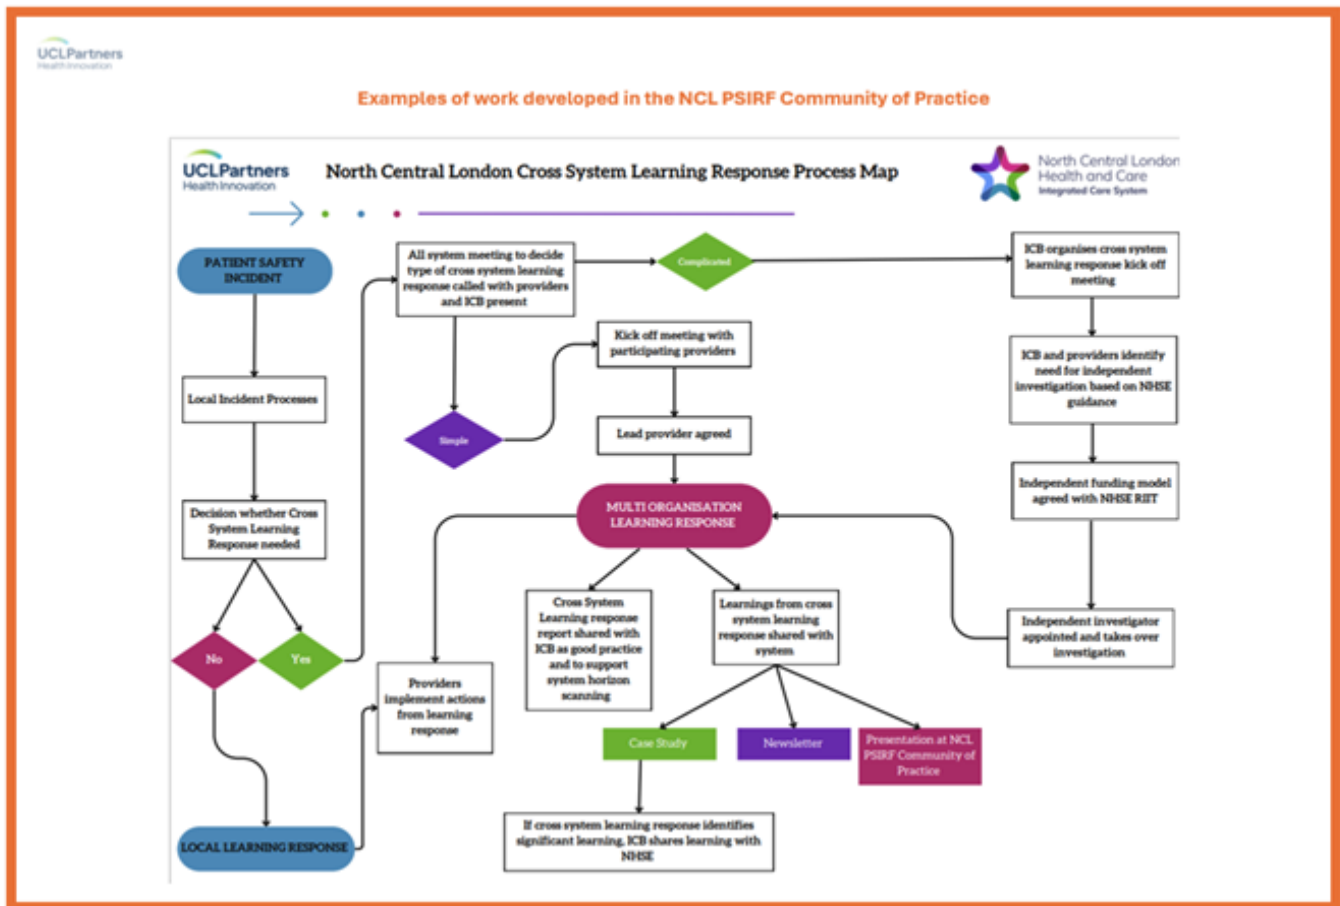 UCLPartners
Health Innovation
Examples of work developed in the NCL PSIRF Community of Practice
UCLPartners
Health Innovation
North Central London Cross System Learning Response Process Map
North Central London
Health and Care
Integrated Care System
PATIENT SAFETY
INCIDENT
Local Incident Processes
Decision whether Cross
System Learning
Response needed
No
Yes
LOCAL LEARNING RESPONSE
All system meeting to decide
type of cross system learning
response called with providers
and ICB present
Complicated
Simple
Kick off meeting with
participating providers
Lead provider agreed
MULTI ORGANISATION
LEARNING RESPONSE
ICB organises cross system
learning response kick off
meeting
ICB and providers identify
need for independent
investigation based on NHSE
guidance
Independent funding model
agreed with NHSE RIIT
Independent investigator
appointed and takes over
investigation
Providers
implement actions
from learning
response
Cross System
Learning response
report shared with
ICB as good practice
and to support
system horizon
scanning
Learnings from cross
system learning
response shared with
system
Case Study
Newsletter
Presentation at NCL
PSIRF Community of
Practice
If cross system learning response identifies
significant learning, ICB shares learning with
NHSE